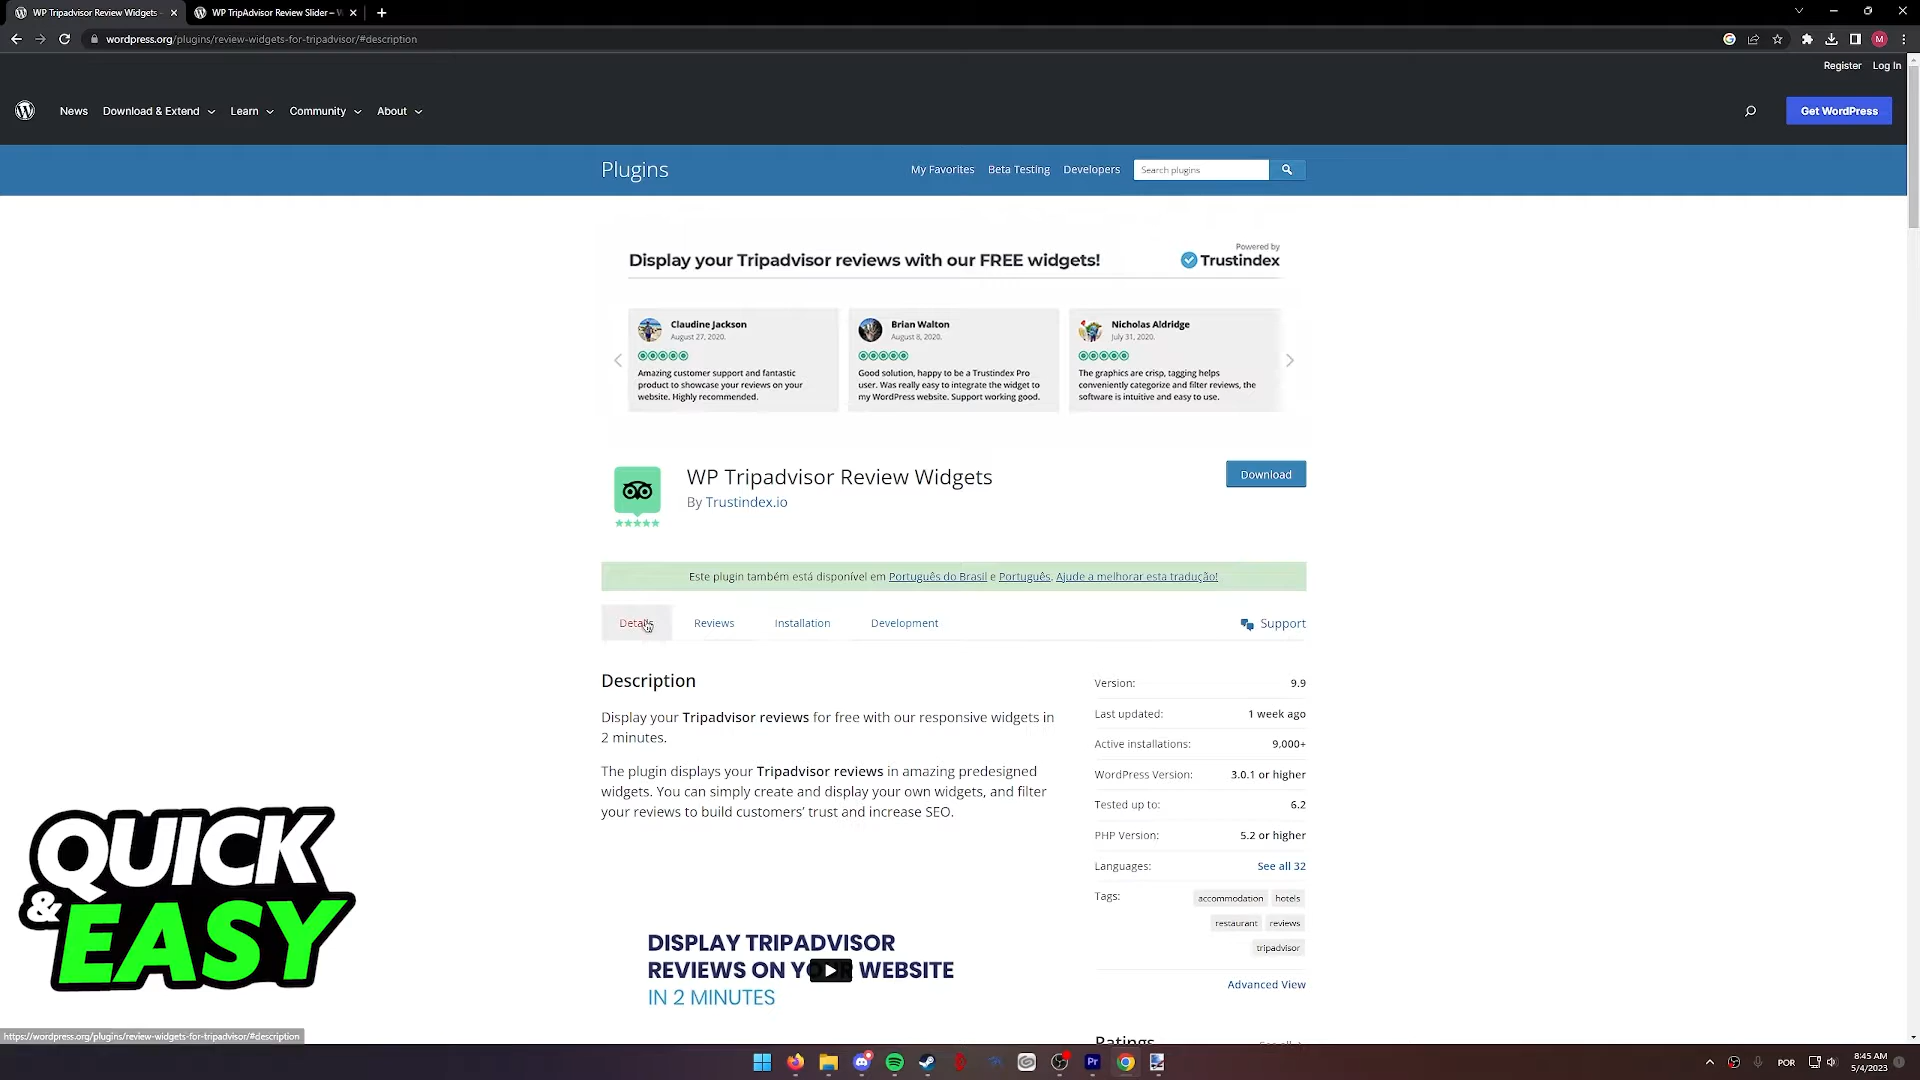 WP Tripadvisor Review Widgets -
WP TripAdvisor Review Slider – W
wordpress.org/plugins/review-widgets-for-tripadvisor/#description
M
Register Log In
News Download & Extend Learn Community About
Get WordPress
Plugins
My Favorites Beta Testing Developers Search plugins
Display your Tripadvisor reviews with our FREE widgets!
Powered by
Trustindex
Claudine Jackson
August 27, 2020.
Amazing customer support and fantastic
product to showcase your reviews on your
website. Highly recommended.
Brian Walton
August 8, 2020.
Good solution, happy to be a Trustindex Pro
user. Was really easy to integrate the widget to
my WordPress website. Support working good.
Nicholas Aldridge
July 31, 2020.
The graphics are crisp, tagging helps
conveniently categorize and filter reviews, the
software is intuitive and easy to use.
WP Tripadvisor Review Widgets
By Trustindex.io
Download
Este plugin também está disponível em Português do Brasil e Português. Ajude a melhorar esta tradução!
Details Reviews Installation Development Support
Description
Display your Tripadvisor reviews for free with our responsive widgets in
2 minutes.
The plugin displays your Tripadvisor reviews in amazing predesigned
widgets. You can simply create and display your own widgets, and filter
your reviews to build customers' trust and increase SEO.
DISPLAY TRIPADVISOR
REVIEWS ON YOUR WEBSITE
IN 2 MINUTES
Version: 9.9
Last updated: 1 week ago
Active installations: 9.000+
WordPress Version: 3.0.1 or higher
Tested up to: 6.2
PHP Version: 5.2 or higher
Languages: See all 32
Tags: accommodation hotels
restaurant reviews
tripadvisor
Advanced View
Ratings See all
QUICK
& EASY
https://wordpress.org/plugins/review-widgets-for-tripadvisor/#description
Pr
POR
8:45 AM
5/4/2023